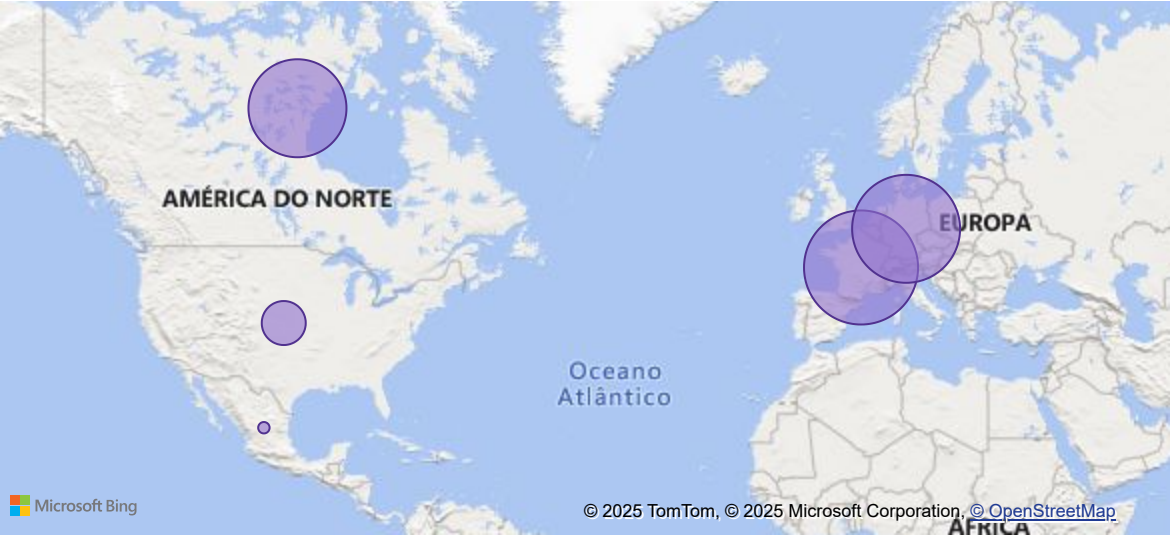 AMÉRICA DO NORTE
EUROPA
Oceano
Atlântico
Microsoft Bing
© 2025 TomTom, © 2025 Microsoft Corporation, © OpenStreetMap
ÁFRICA